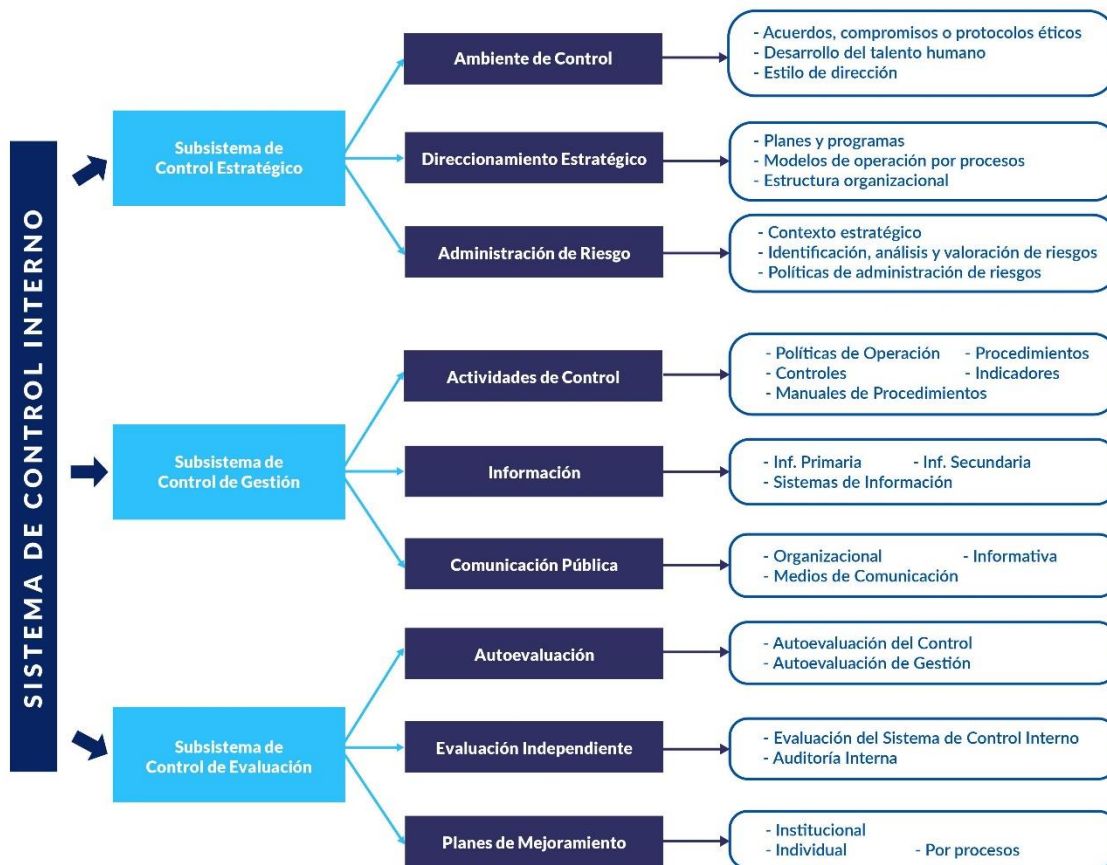 SISTEMA DE CONTROL INTERNO
Subsistema de
Control Estratégico
Ambiente de Control
- Acuerdos, compromisos o protocolos éticos
- Desarrollo del talento humano
- Estilo de dirección
Direccionamiento Estratégico
- Planes y programas
- Modelos de operación por procesos
- Estructura organizacional
Administración de Riesgo
- Contexto estratégico
- Identificación, análisis y valoración de riesgos
- Políticas de administración de riesgos
Subsistema de
Control de Gestión
Actividades de Control
- Políticas de Operación - Procedimientos
- Controles - Indicadores
- Manuales de Procedimientos
Información
- Inf. Primaria - Inf. Secundaria
- Sistemas de Información
Comunicación Pública
- Organizacional - Informativa
- Medios de Comunicación
Subsistema de
Control de Evaluación
Autoevaluación
- Autoevaluación del Control
- Autoevaluación de Gestión
Evaluación Independiente
- Evaluación del Sistema de Control Interno
- Auditoría Interna
Planes de Mejoramiento
- Institucional
- Individual - Por procesos